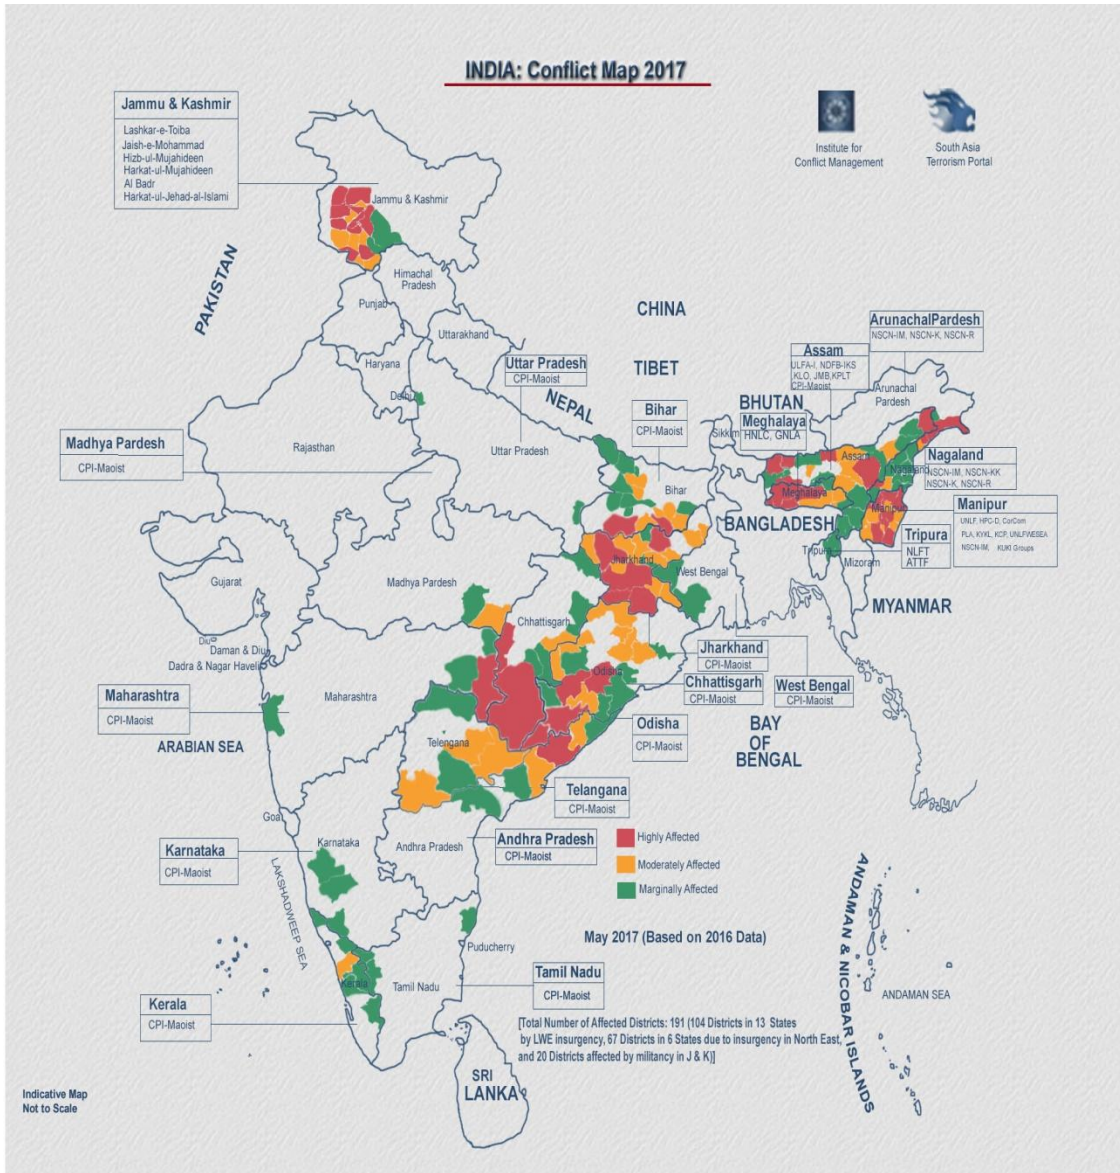 INDIA: Conflict Map 2017
Institute for
Conflict Management
South Asia
Terrorism Portal
Jammu & Kashmir
Lashkar-e-Toiba
Jaish-e-Mohammad
Hizb-ul-Mujahideen
Harkat-ul-Mujahideen
Al Badr
Harkat-ul-Jehad-al-Islami
Jammu & Kashmir
PAKISTAN
Himachal
Pradesh
Punjab
Uttarakhand
Haryana
Delhi
CHINA
TIBET
NEPAL
BHUTAN
ArunachalPardesh
NSCN-IM, NSCN-K, NSCN-R
Assam
ULFA-I, NDFB-IKS
KLO, JMB,KPLT
CPI-Maoist
Arunachal
Pardesh
Uttar Pradesh
CPI-Maoist
Bihar
CPI-Maoist
Meghalaya
HNLC, GNLA
Sikkim
Madhya Pardesh
CPI-Maoist
Rajasthan
Uttar Pradesh
Bihar
Assam
Nagaland
Nagaland
NSCN-IM, NSCN-KK
NSCN-K, NSCN-R
Meghalaya
Manipur
Manipur
UNLF, HPC-D, CorCom
PLA, KYKL, KCP, UNLFWESEA
NSCN-IM, KUKI Groups
BANGLADESH
Tripura
NLFT
ATTF
Tripura
Mizoram
MYANMAR
Gujarat
Madhya Pardesh
Jharkhand
West Bengal
Chhattisgarh
Diu
Daman & Diu
Dadra & Nagar Haveli
Maharashtra
CPI-Maoist
Maharashtra
Odisha
Jharkhand
CPI-Maoist
Chhattisgarh
CPI-Maoist
West Bengal
CPI-Maoist
Odisha
CPI-Maoist
ARABIAN SEA
BAY
OF
BENGAL
Telengana
Telangana
CPI-Maoist
Goa
Karnataka
CPI-Maoist
Karnataka
Andhra Pradesh
Andhra Pradesh
CPI-Maoist
Highly Affected
Moderately Affected
Marginally Affected
LAKSHADWEEP SEA
May 2017 (Based on 2016 Data)
Puducherry
Kerala
Tamil Nadu
Tamil Nadu
CPI-Maoist
Kerala
CPI-Maoist
ANDAMAN & NICOBAR ISLANDS
ANDAMAN SEA
[Total Number of Affected Districts: 191 (104 Districts in 13 States
by LWE insurgency, 67 Districts in 6 States due to insurgency in North East,
and 20 Districts affected by militancy in J & K)]
SRI
LANKA
Indicative Map
Not to Scale